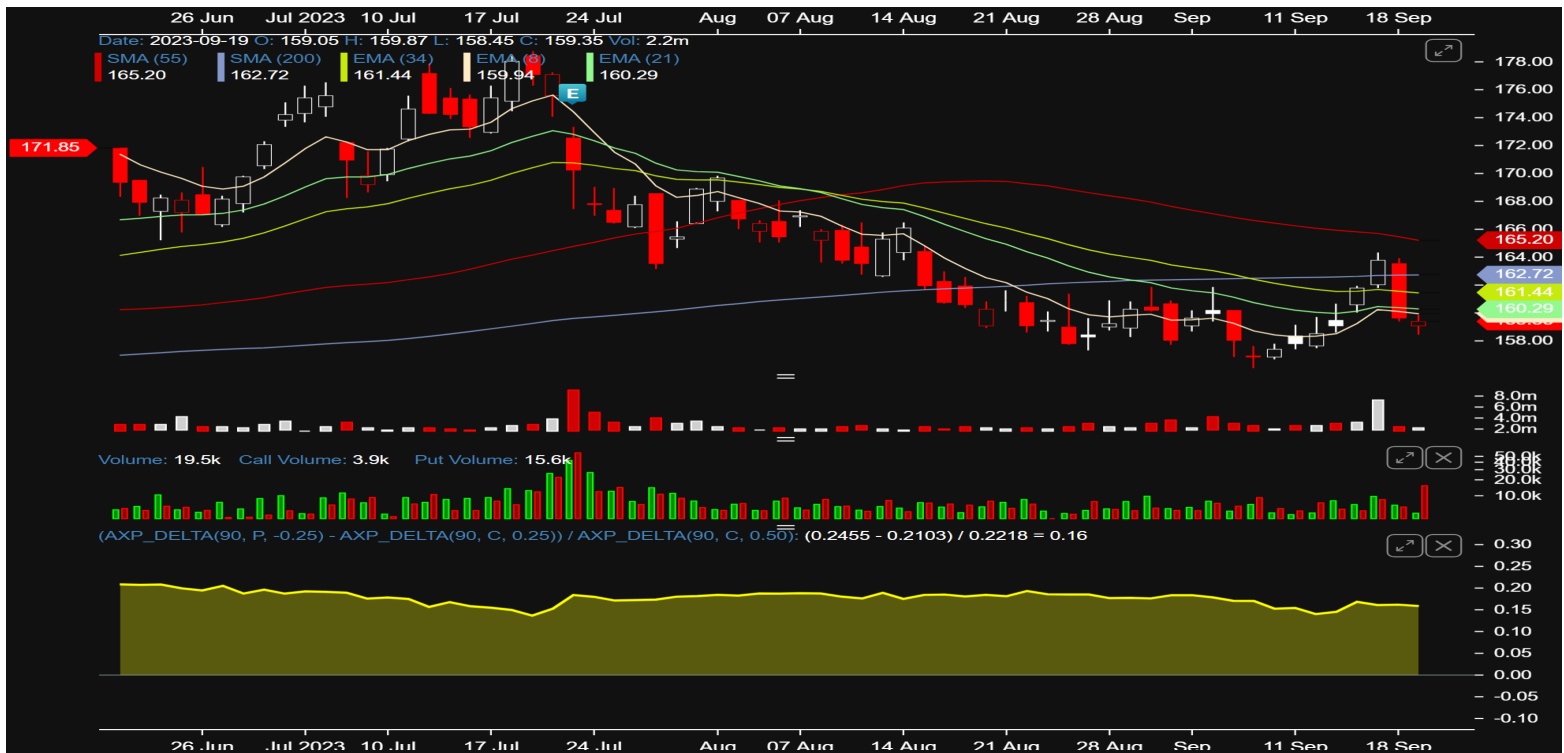 26 Jun Jul 2023 10 Jul 17 Jul 24 Jul Aug 07 Aug 14 Aug 21 Aug 28 Aug Sep 11 Sep 18 Sep
Date: 2023-09-19 O: 159.05 H: 159.87 L: 158.45 C: 159.35 Vol: 2.2m
SMA (55) SMA (200) EMA (34) EMA (8) EMA (21)
165.20 162.72 161.44 159.94 160.29
178.00
176.00
E
174.00
171.85
172.00
170.00
168.00
166.00
165.20
164.00
162.72
161.44
160.29
158.00
8.0m
6.0m
4.0m
2.0m
Volume: 19.5k Call Volume: 3.9k Put Volume: 15.6k
50.0k
30.0k
20.0k
10.0k
(AXP_DELTA(90, P, -0.25) - AXP_DELTA(90, C, 0.25)) / AXP_DELTA(90, C, 0.50): (0.2455 - 0.2103) / 0.2218 = 0.16
0.30
0.25
0.20
0.15
0.10
0.05
0.00
-0.05
-0.10
26 Jun Jul 2023 10 Jul 17 Jul 24 Jul Aug 07 Aug 14 Aug 21 Aug 28 Aug Sep 11 Sep 18 Sep